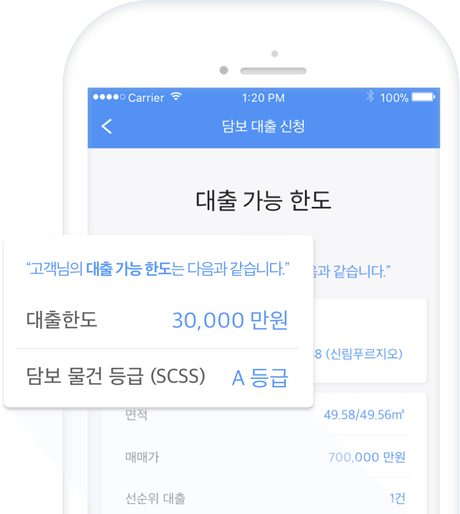 Carrier 1:20 PM 100%
담보 대출 신청
대출 가능 한도
“고객님의 대출 가능 한도는 다음과 같습니다.”
과 같습니다.”
대출한도 30,000 만원
8 (신림푸르지오)
담보 물건 등급 (SCSS) A 등급
면적 49.58/49.56㎡
매매가 700,000 만원
선순위 대출 1건